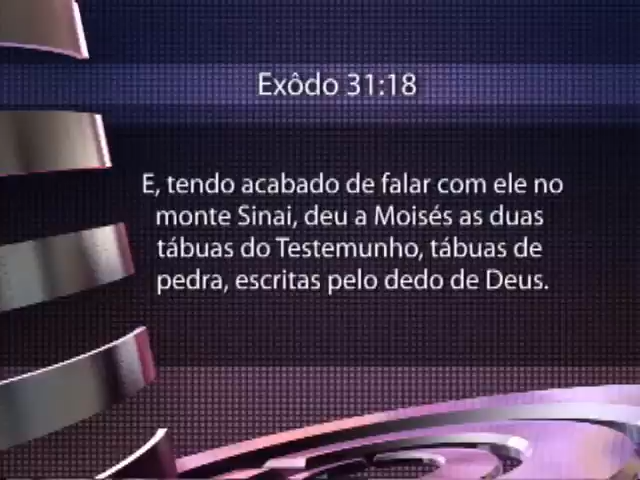 Exôdo 31:18
E, tendo acabado de falar com ele no
monte Sinai, deu a Moisés as duas
tábuas do Testemunho, tábuas de
pedra, escritas pelo dedo de Deus.